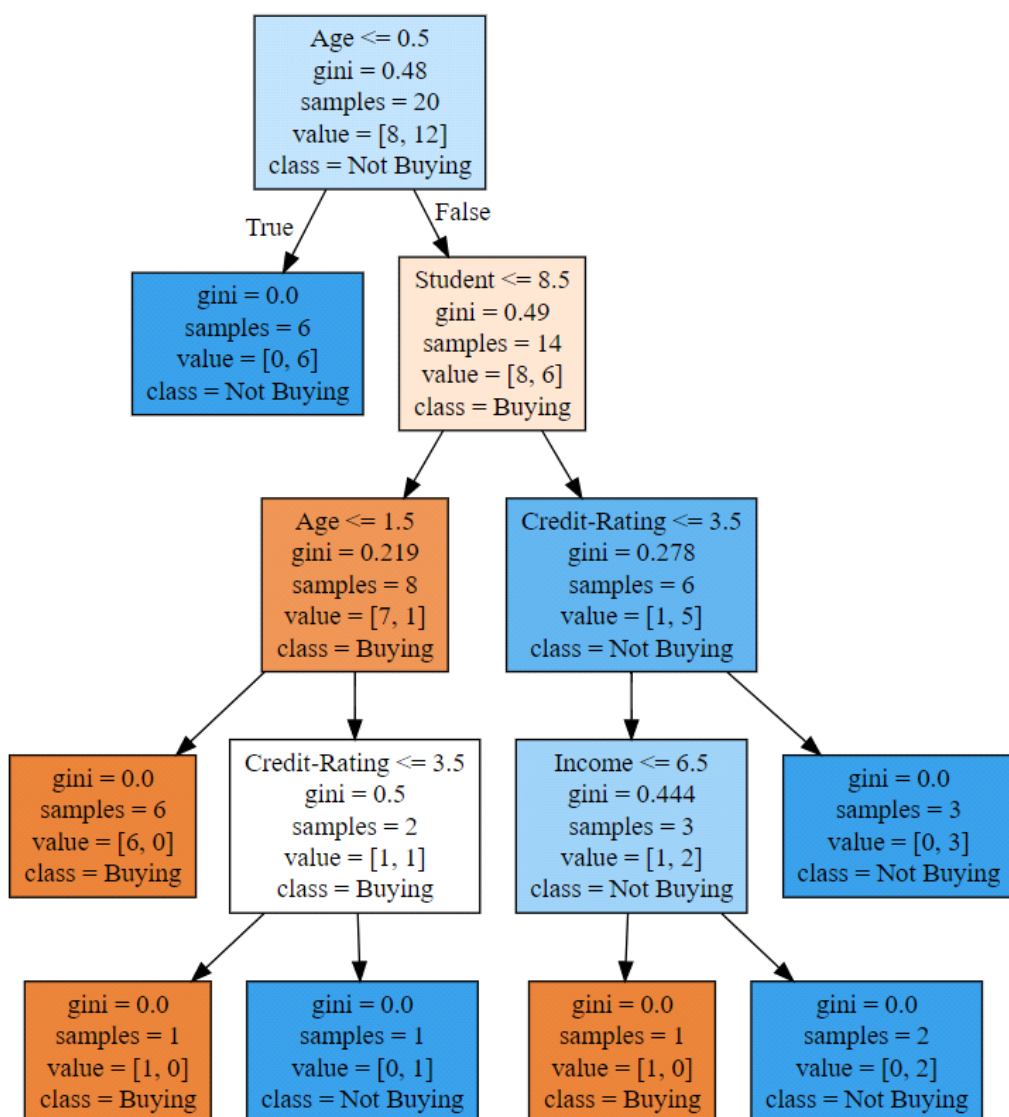 Age <= 0.5
gini = 0.48
samples = 20
value = [8, 12]
class = Not Buying
True
False
gini = 0.0
samples = 6
value = [0, 6]
class = Not Buying
Student <= 8.5
gini = 0.49
samples = 14
value = [8, 6]
class = Buying
Age <= 1.5
gini = 0.219
samples = 8
value = [7, 1]
class = Buying
Credit-Rating <= 3.5
gini = 0.278
samples = 6
value = [1, 5]
class = Not Buying
gini = 0.0
samples = 6
value = [6, 0]
class = Buying
Credit-Rating <= 3.5
gini = 0.5
samples = 2
value = [1, 1]
class = Buying
Income <= 6.5
gini = 0.444
samples = 3
value = [1, 2]
class = Not Buying
gini = 0.0
samples = 3
value = [0, 3]
class = Not Buying
gini = 0.0
samples = 1
value = [1, 0]
class = Buying
gini = 0.0
samples = 1
value = [0, 1]
class = Not Buying
gini = 0.0
samples = 1
value = [1, 0]
class = Buying
gini = 0.0
samples = 2
value = [0, 2]
class = Not Buying